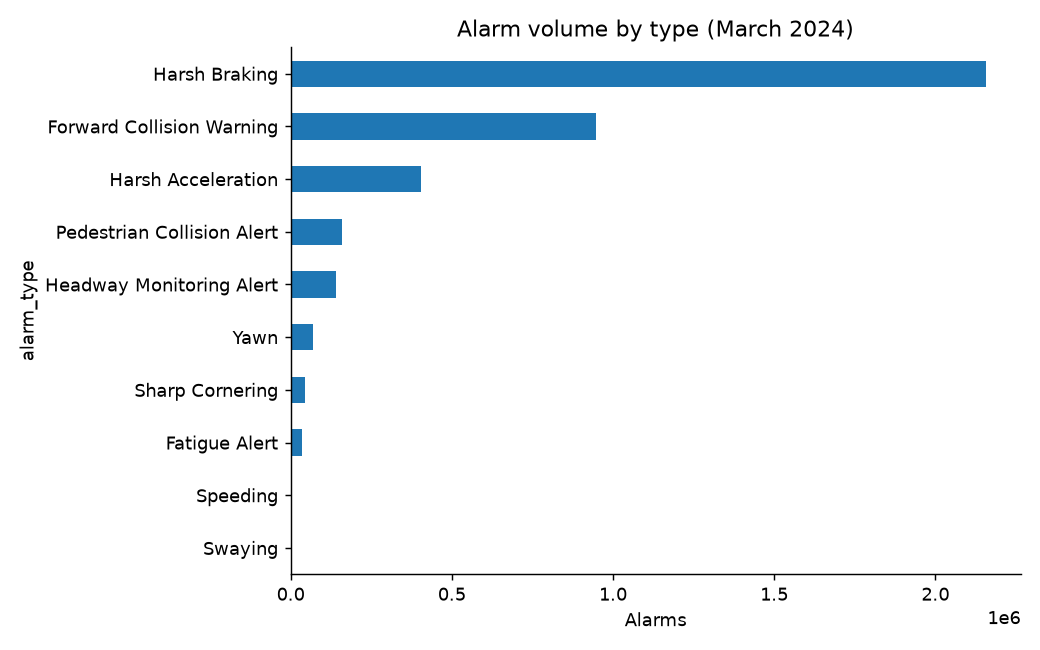 Alarm volume by type (March 2024)
Harsh Braking
Forward Collision Warning
Harsh Acceleration
Pedestrian Collision Alert
Headway Monitoring Alert
Yawn
Sharp Cornering
Fatigue Alert
Speeding
Swaying
alarm_type
0.0 0.5 1.0 1.5 2.0
1e6
Alarms